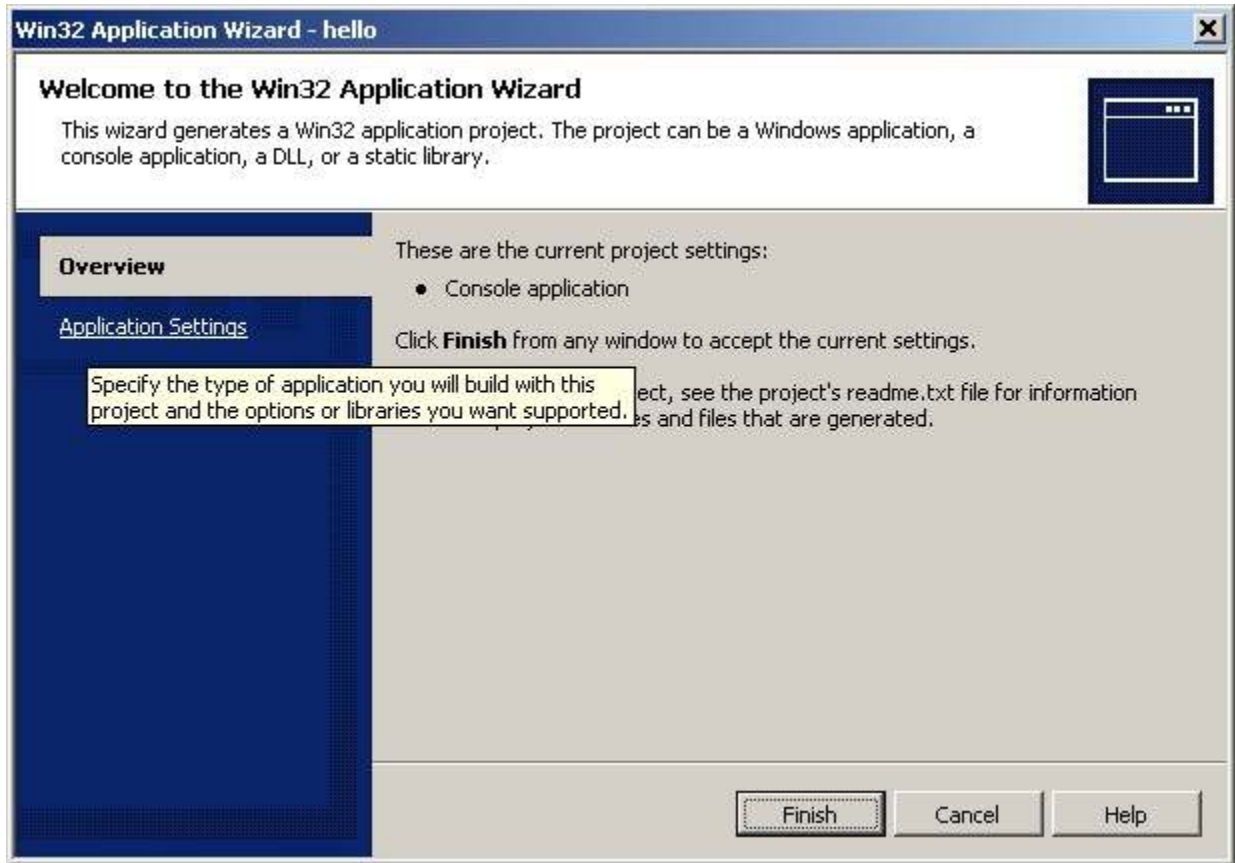 Win32 Application Wizard - hello
Welcome to the Win32 Application Wizard
This wizard generates a Win32 application project. The project can be a Windows application, a
console application, a DLL, or a static library.
Overview
Application Settings
These are the current project settings:
• Console application
Click Finish from any window to accept the current settings.
Specify the type of application you will build with this
project and the options or libraries you want supported.
ect, see the project's readme.txt file for information
es and files that are generated.
Finish
Cancel
Help